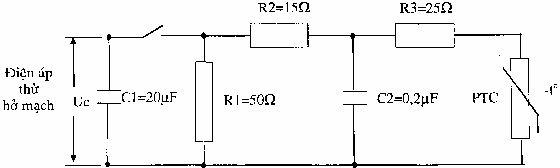 R2=15Ω
R3=25Ω
Điện áp
thử
hở mạch
Uc
C1=20µF
R1=50Ω
C2=0,2µF
PTC
-t°